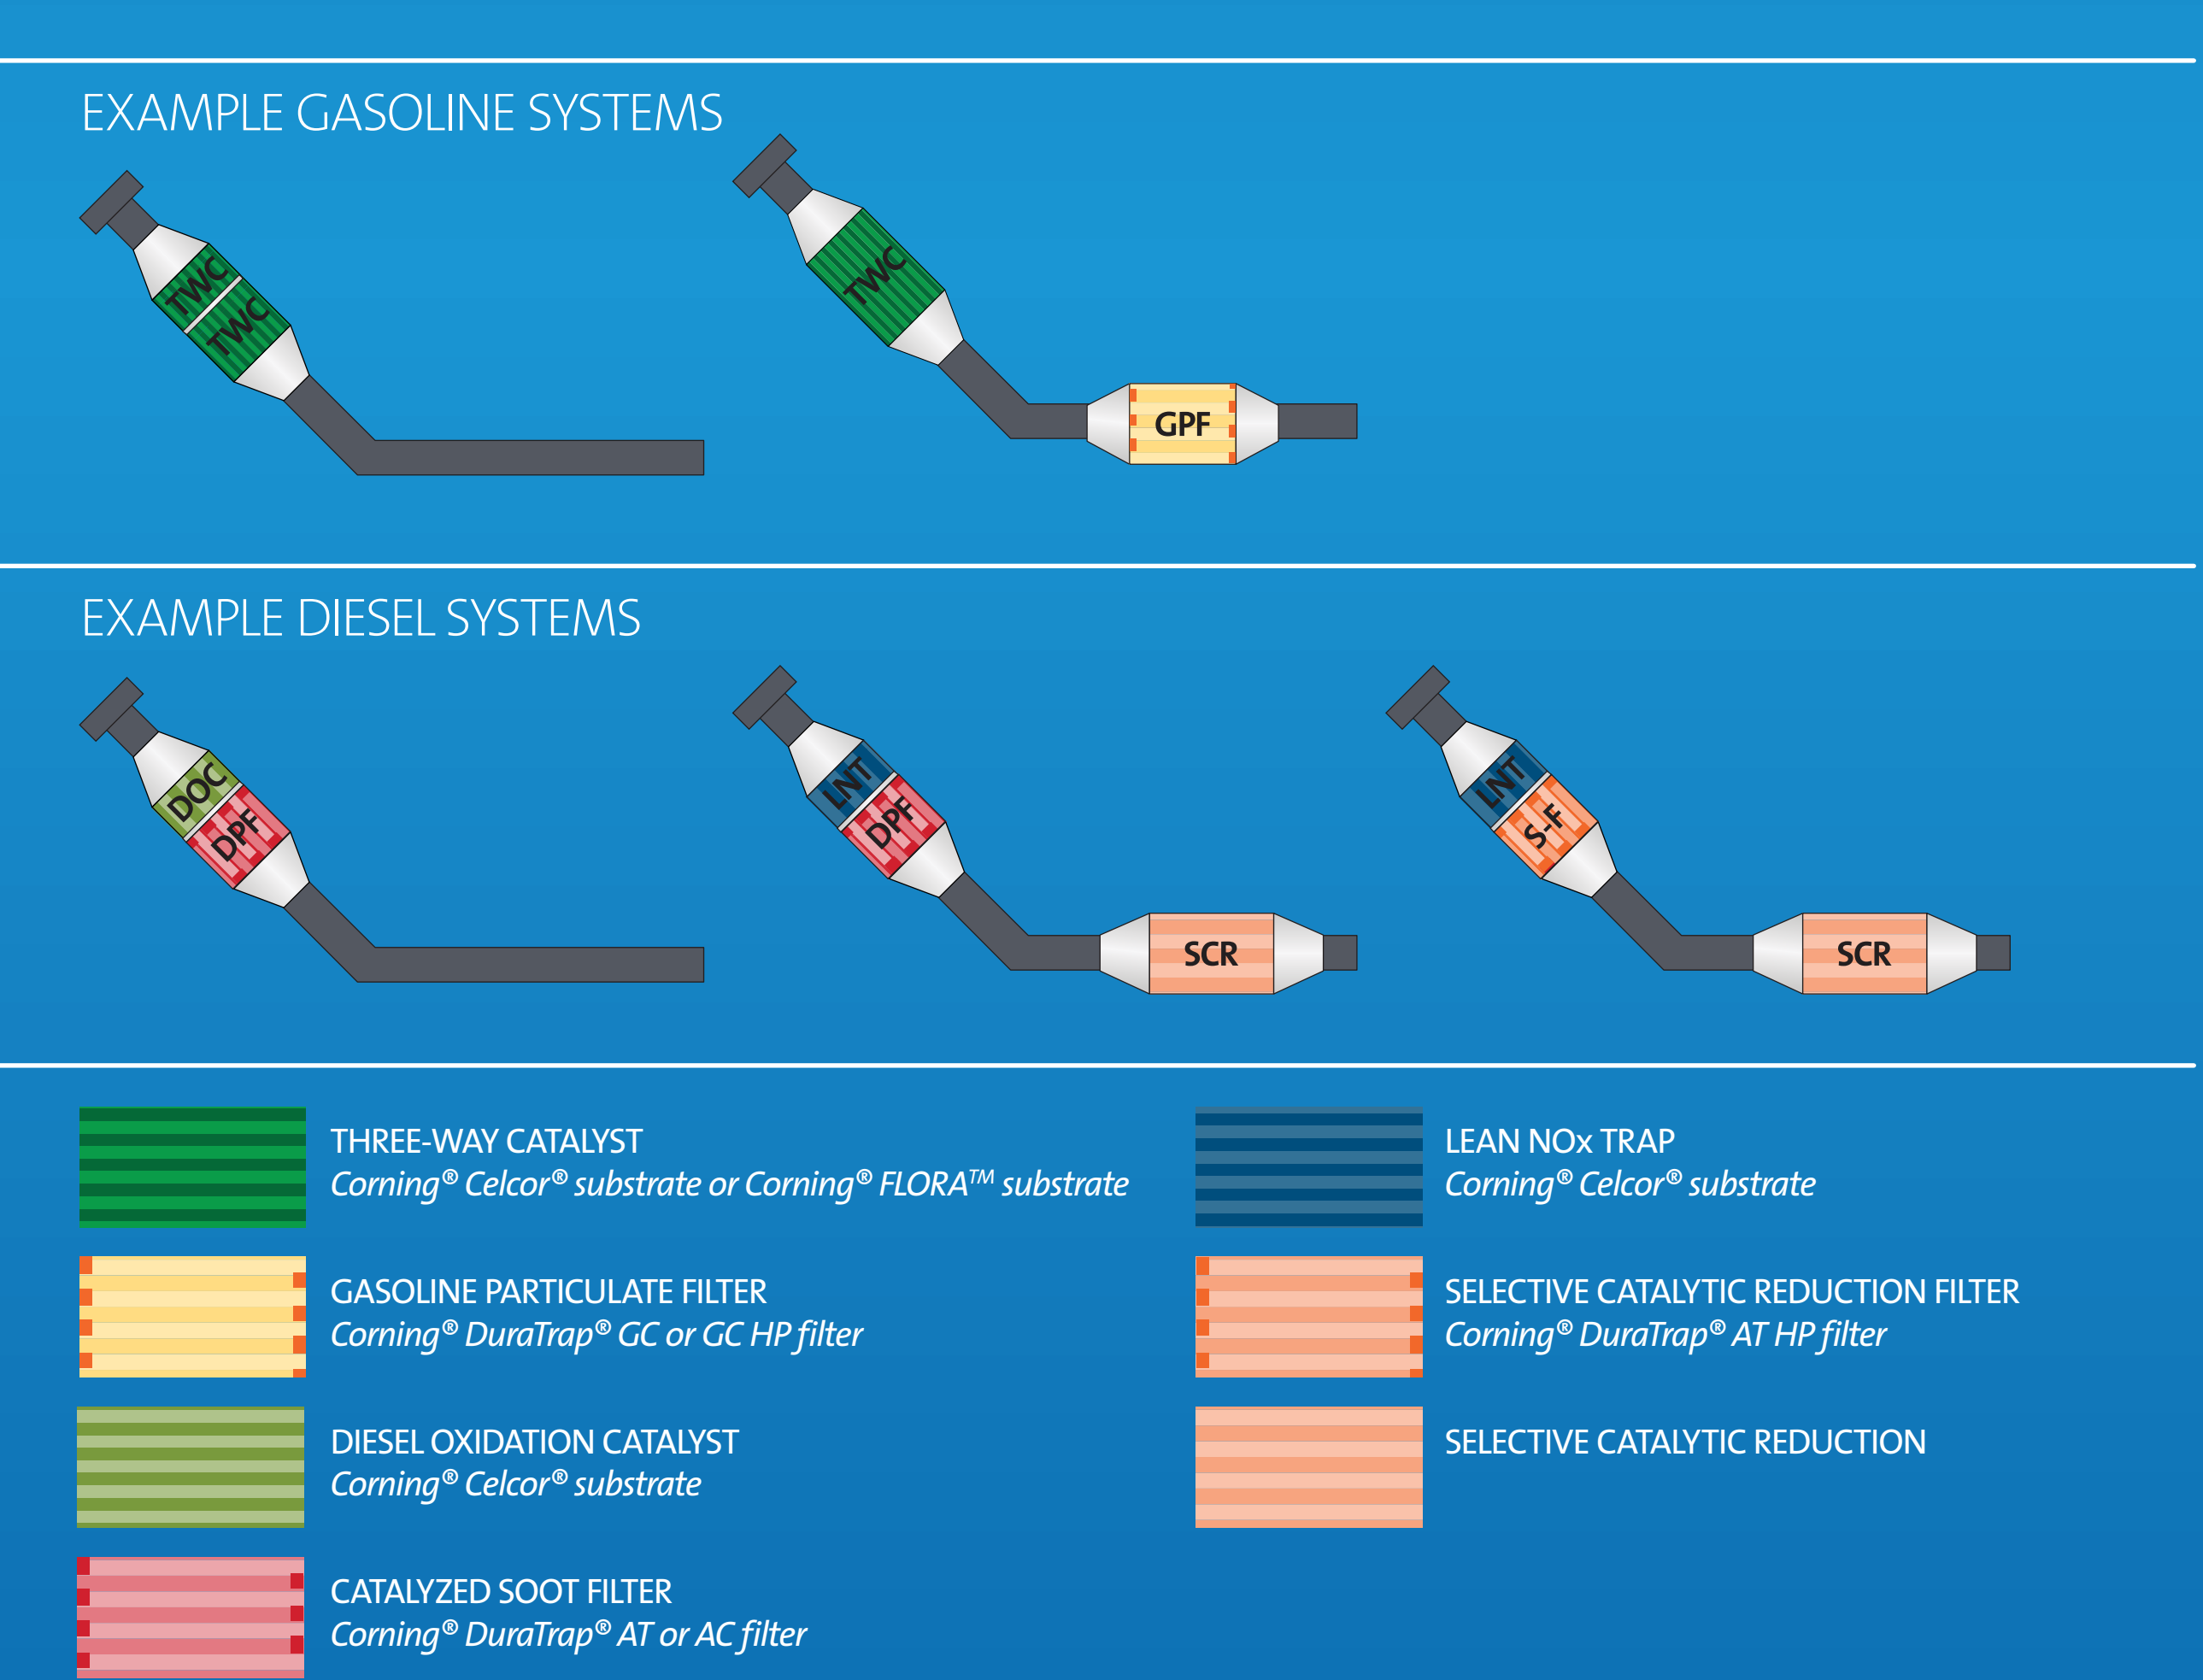 EXAMPLE GASOLINE SYSTEMS
TWC
TWC
TWC
GPF
EXAMPLE DIESEL SYSTEMS
DOC
DPF
LNT
DPF
SCR
LNT
S-F
SCR
THREE-WAY CATALYST
Corning® Celcor® substrate or Corning® FLORA™ substrate
GASOLINE PARTICULATE FILTER
Corning® DuraTrap® GC or GC HP filter
DIESEL OXIDATION CATALYST
Corning® Celcor® substrate
CATALYZED SOOT FILTER
Corning® DuraTrap® AT or AC filter
LEAN NOx TRAP
Corning® Celcor® substrate
SELECTIVE CATALYTIC REDUCTION FILTER
Corning® DuraTrap® AT HP filter
SELECTIVE CATALYTIC REDUCTION